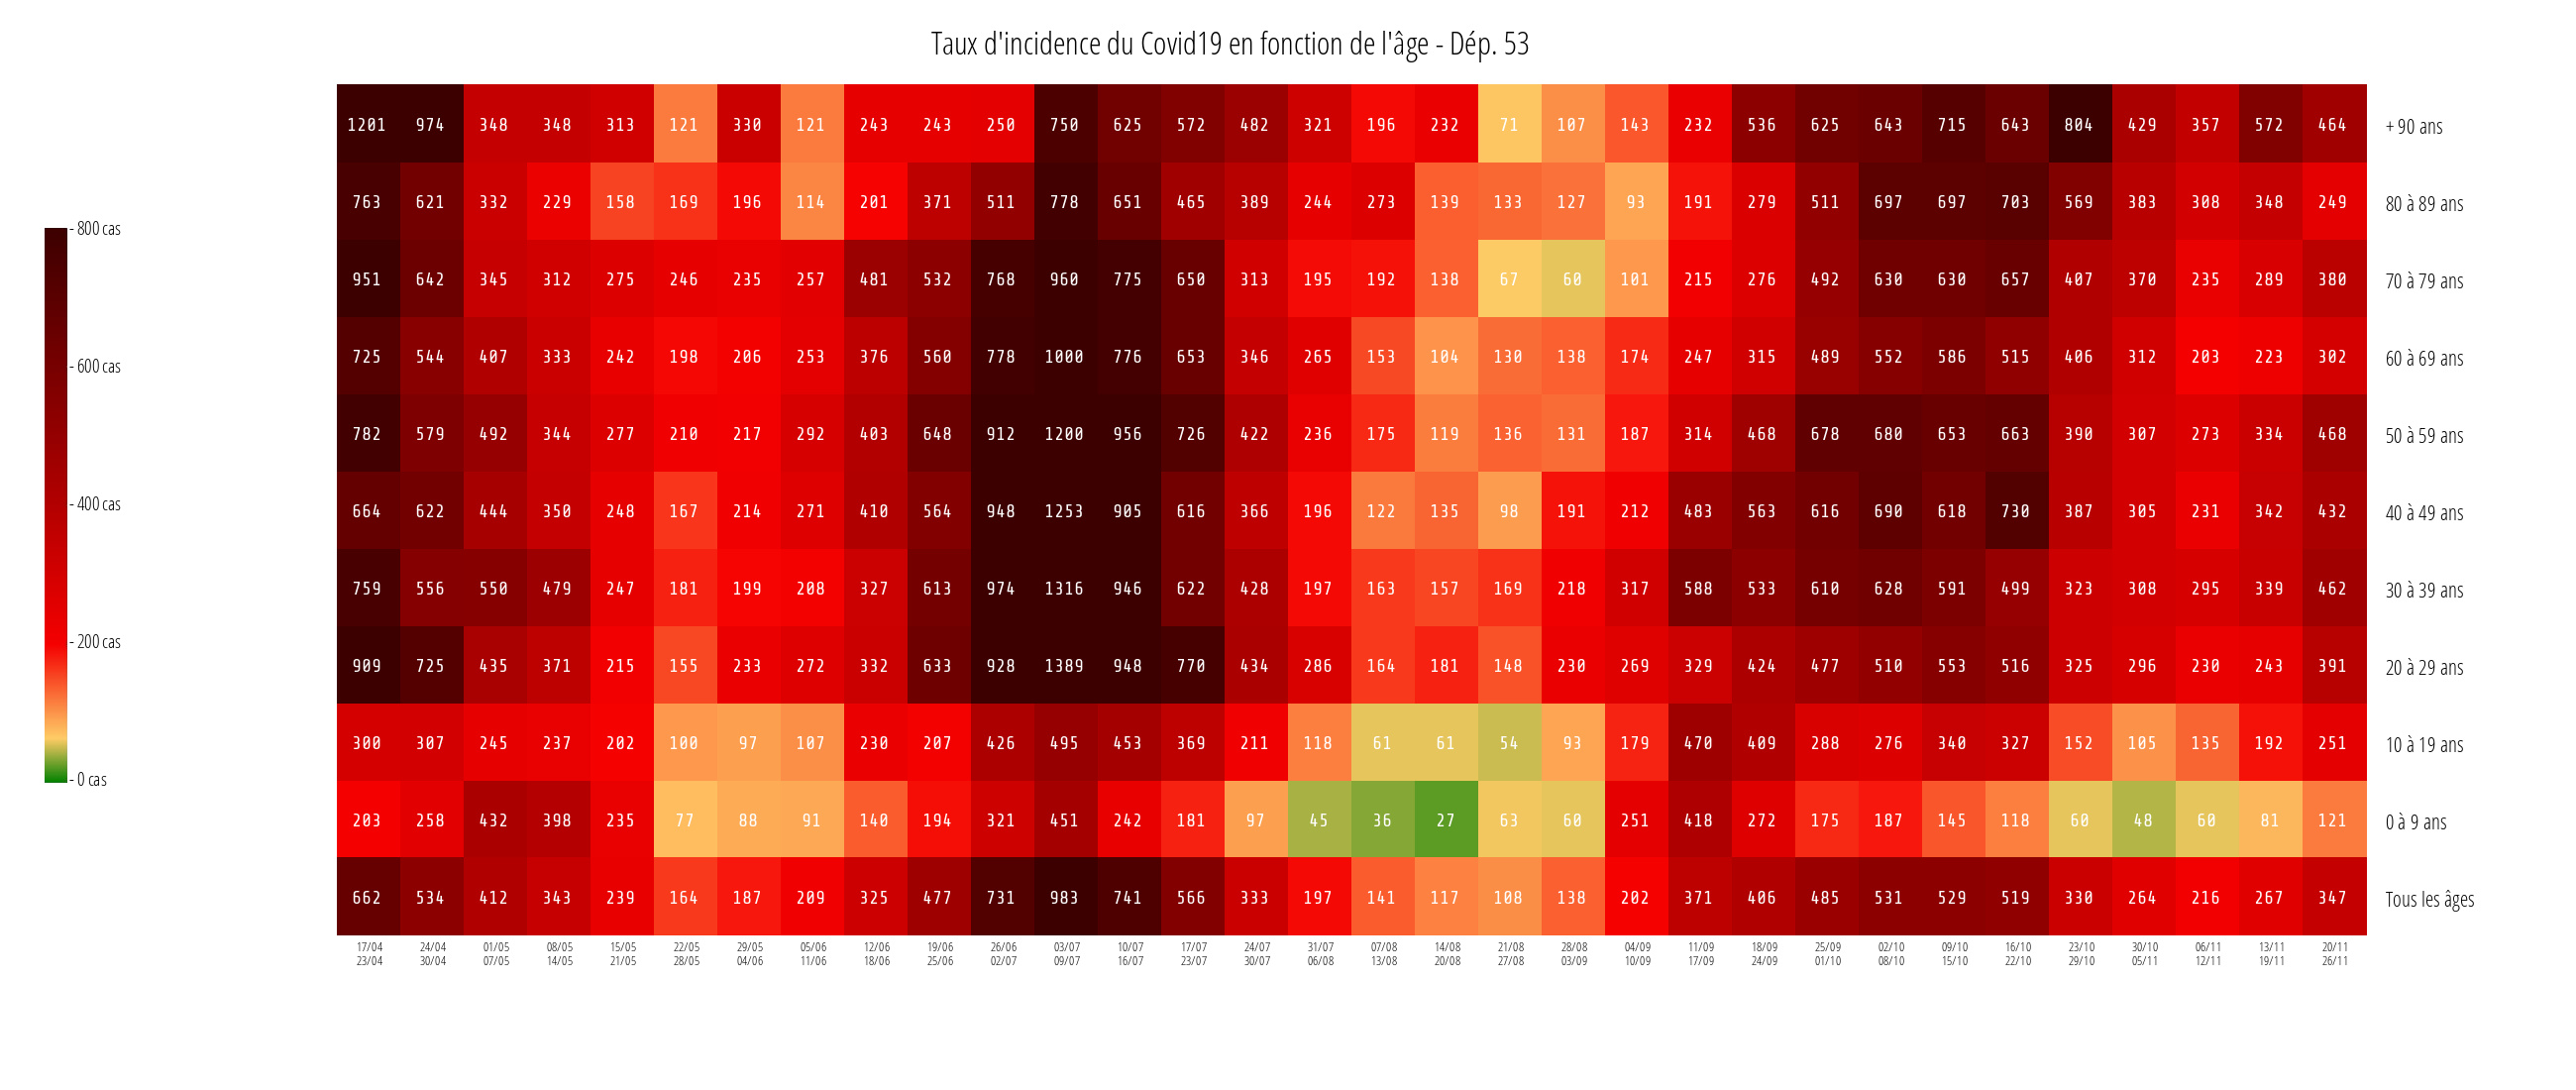 Taux d'incidence du Covid19 en fonction de l'âge - Dép. 53
- 800 cas
- 600 cas
- 400 cas
- 200 cas
- 0 cas
1201 974 348 348 313 121 330 121 243 243 250 750 625 572 482 321 196 232 71 107 143 232 536 625 643 715 643 804 429 357 572 464 + 90 ans
763 621 332 229 158 169 196 114 201 371 511 778 651 465 389 244 273 139 133 127 93 191 279 511 697 697 703 569 383 308 348 249 80 à 89 ans
951 642 345 312 275 246 235 257 481 532 768 960 775 650 313 195 192 138 67 60 101 215 276 492 630 630 657 407 370 235 289 380 70 à 79 ans
725 544 407 333 242 198 206 253 376 560 778 1000 776 653 346 265 153 104 130 138 174 247 315 489 552 586 515 406 312 203 223 302 60 à 69 ans
782 579 492 344 277 210 217 292 403 648 912 1200 956 726 422 236 175 119 136 131 187 314 468 678 680 653 663 390 307 273 334 468 50 à 59 ans
664 622 444 350 248 167 214 271 410 564 948 1253 905 616 366 196 122 135 98 191 212 483 563 616 690 618 730 387 305 231 342 432 40 à 49 ans
759 556 550 479 247 181 199 208 327 613 974 1316 946 622 428 197 163 157 169 218 317 588 533 610 628 591 499 323 308 295 339 462 30 à 39 ans
909 725 435 371 215 155 233 272 332 633 928 1389 948 770 434 286 164 181 148 230 269 329 424 477 510 553 516 325 296 230 243 391 20 à 29 ans
300 307 245 237 202 100 97 107 230 207 426 495 453 369 211 118 61 61 54 93 179 470 409 288 276 340 327 152 105 135 192 251 10 à 19 ans
203 258 432 398 235 77 88 91 140 194 321 451 242 181 97 45 36 27 63 60 251 418 272 175 187 145 118 60 48 60 81 121 0 à 9 ans
662 534 412 343 239 164 187 209 325 477 731 983 741 566 333 197 141 117 108 138 202 371 406 485 531 529 519 330 264 216 267 347 Tous les âges
17/04 24/04 01/05 08/05 15/05 22/05 29/05 05/06 12/06 19/06 26/06 03/07 10/07 17/07 24/07 31/07 07/08 14/08 21/08 28/08 04/09 11/09 18/09 25/09 02/10 09/10 16/10 23/10 30/10 06/11 13/11 20/11
23/04 30/04 07/05 14/05 21/05 28/05 04/06 11/06 18/06 25/06 02/07 09/07 16/07 23/07 30/07 06/08 13/08 20/08 27/08 03/09 10/09 17/09 24/09 01/10 08/10 15/10 22/10 29/10 05/11 12/11 19/11 26/11